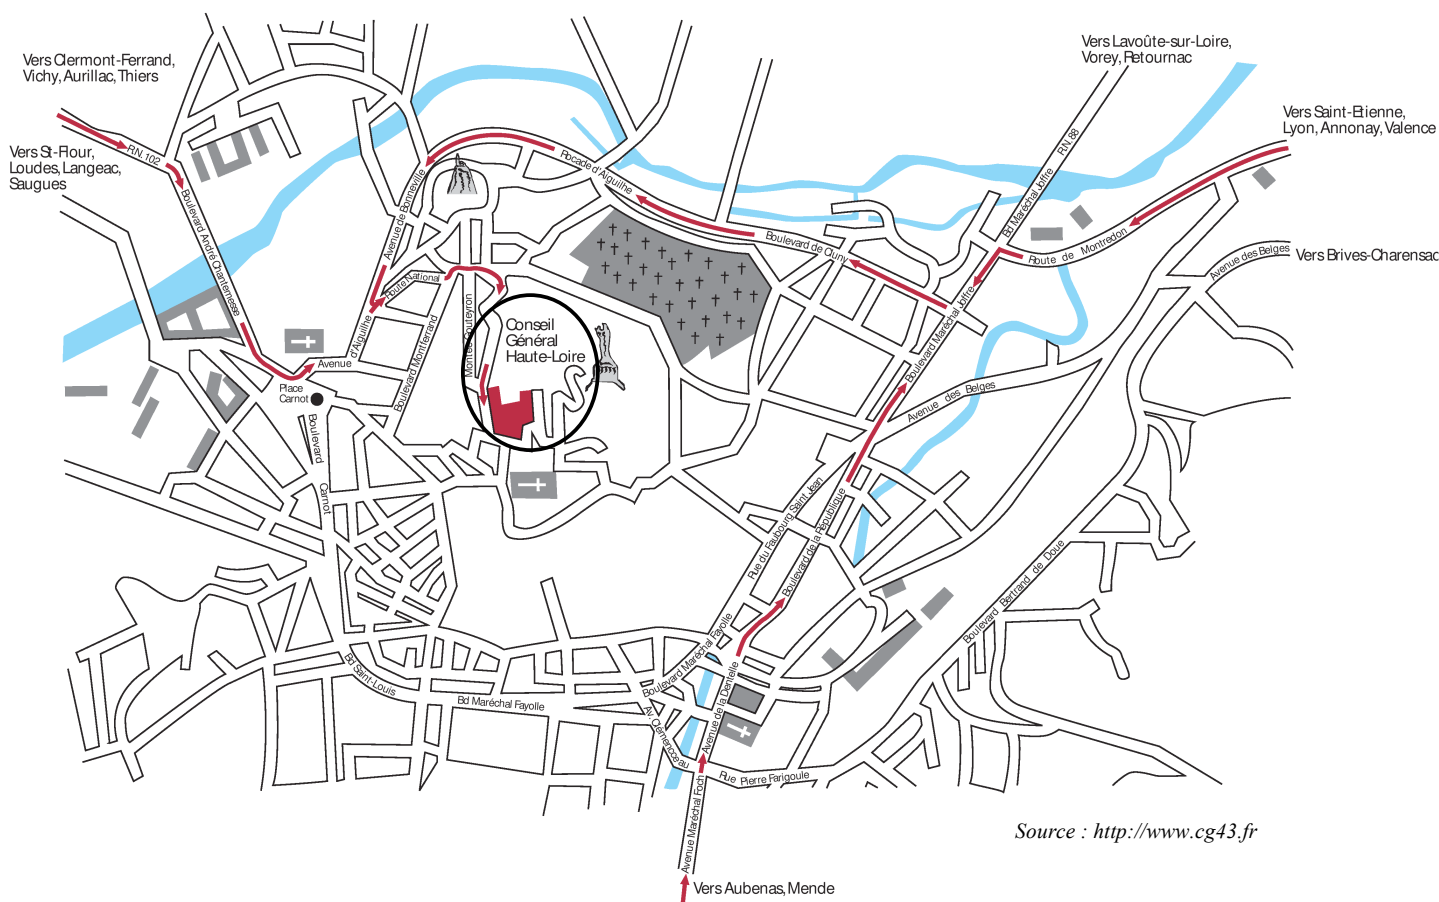 Vers Clermont-Ferrand,
Vichy, Aurillac, Thiers
Vers Lavoûte-sur-Loire,
Vorey, Retournac
Vers Saint-Etienne,
Lyon, Annonay, Valence
R.N. 102
Vers St-Flour,
Loudes, Langeac,
Saugues
R.N. 88
Bd Maréchal Joffre
Rocade d'Aiguilhe
Boulevard André Chantemesse
Avenue de Bonneville
Boulevard de Cluny
Route de Montredon
Avenue des Belges
Vers Brives-Charensac
Route National
Montée Gouteyron
Boulevard Maréchal Joffre
Conseil
Général
Haute-Loire
Avenue
d'Aiguilhe
Boulevard Montferrand
Place
Carnot
Avenue des Belges
Boulevard
Carnot
Rue du Faubourg Saint Jean
Boulevard de la République
Boulevard Bertrand de Doue
Boulevard Maréchal Fayolle
Bd Saint-Louis
Bd Maréchal Fayolle
Avenue de la Dentelle
Av. Clémenceau
Rue Pierre Farigoule
Avenue Maréchal Foch
Source : http://www.cg43.fr
Vers Aubenas, Mende